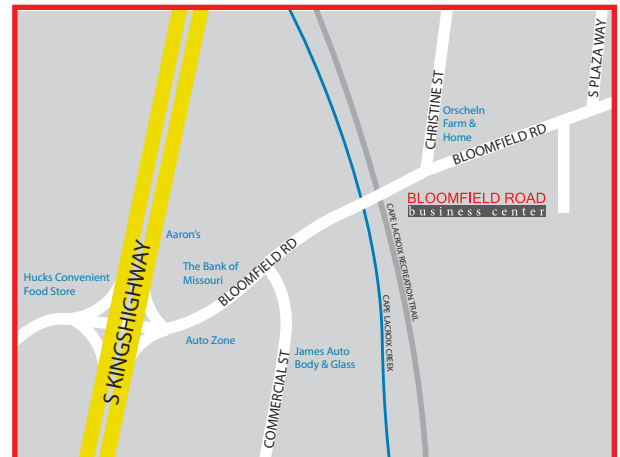 S PLAZA WAY
CHRISTINE ST
Orscheln
Farm &
Home
BLOOMFIELD RD
BLOOMFIELD ROAD
business center
CAPE LACROIX RECREATION TRAIL
Aaron's
S KINGSHIGHWAY
The Bank of
Missouri
BLOOMFIELD RD
Hucks Convenient
Food Store
CAPE LACROIX CREEK
Auto Zone
James Auto
Body & Glass
COMMERCIAL ST